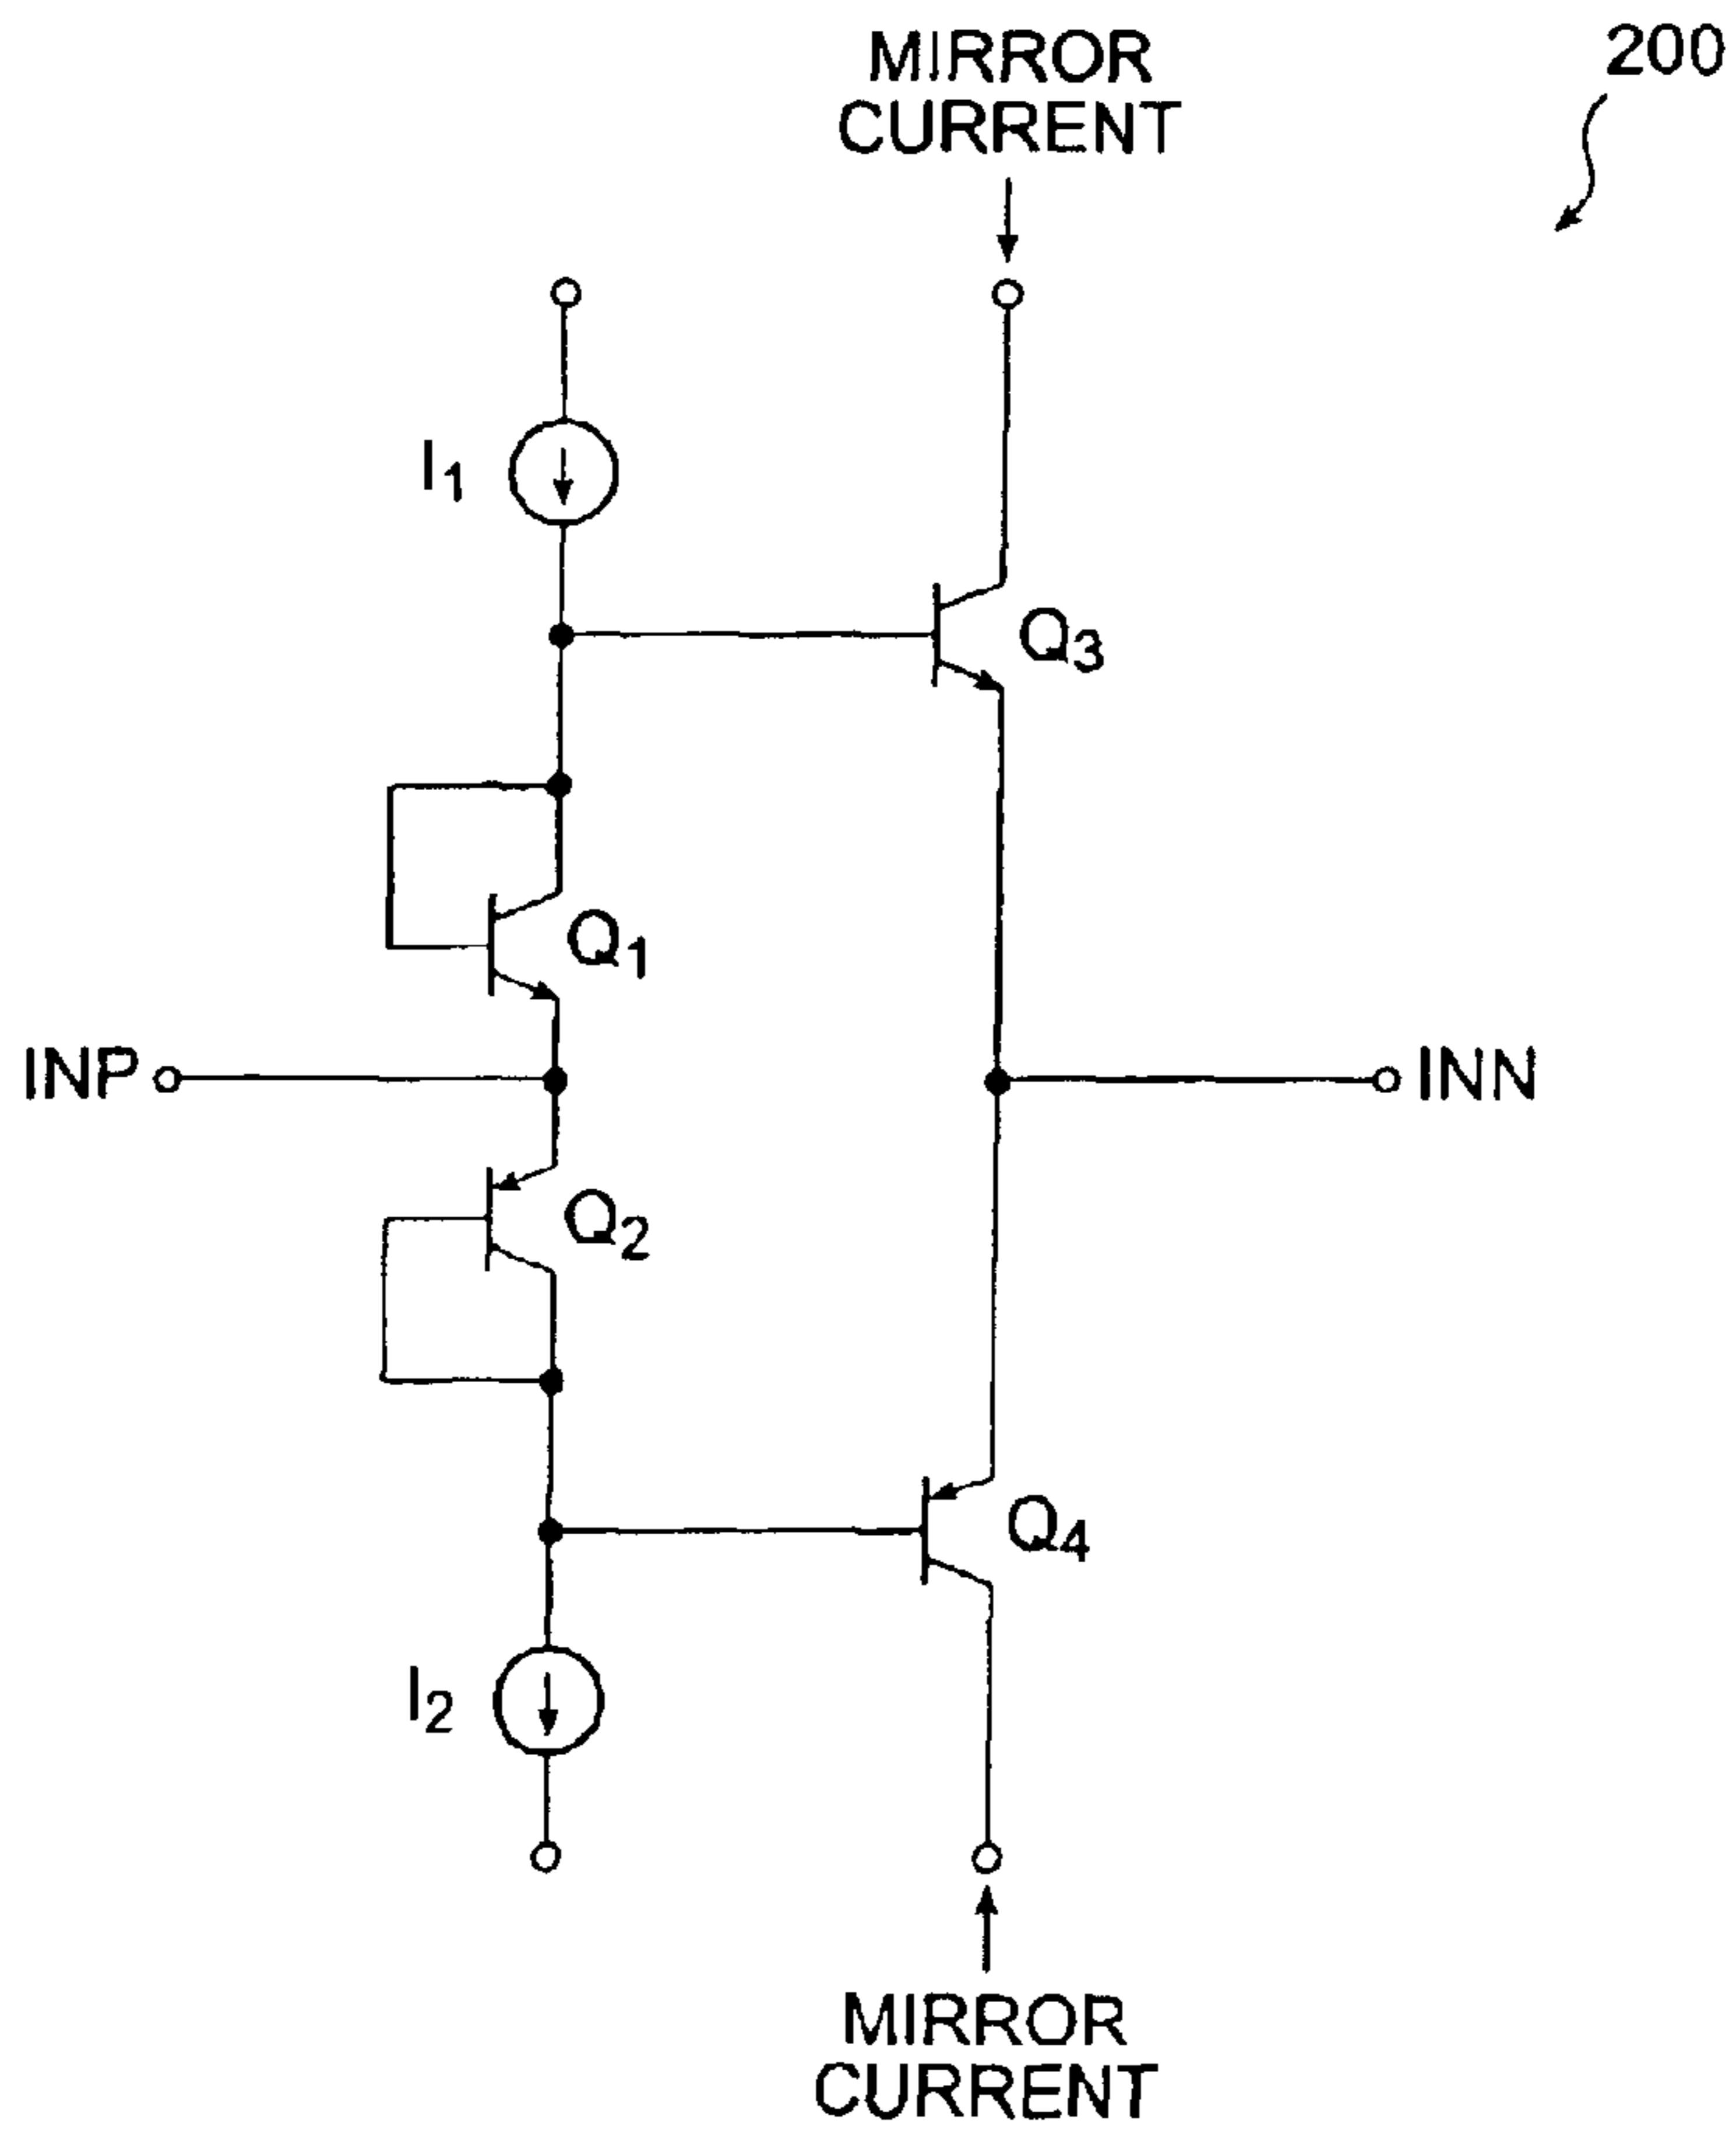 MIRROR
CURRENT
200
I1
Q3
Q1
INP
INN
Q2
Q4
I2
MIRROR
CURRENT